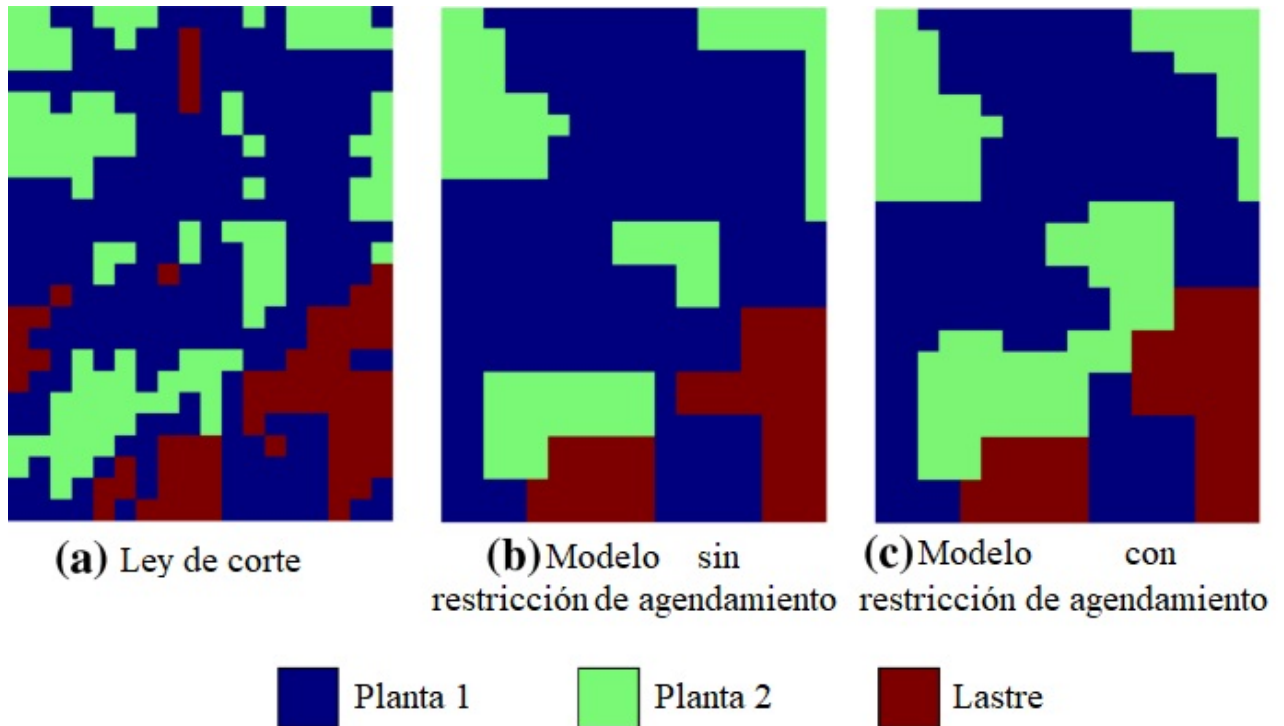 (a) Ley de corte
(b) Modelo sin
restricción de agendamiento
(c) Modelo con
restricción de agendamiento
Planta 1
Planta 2
Lastre